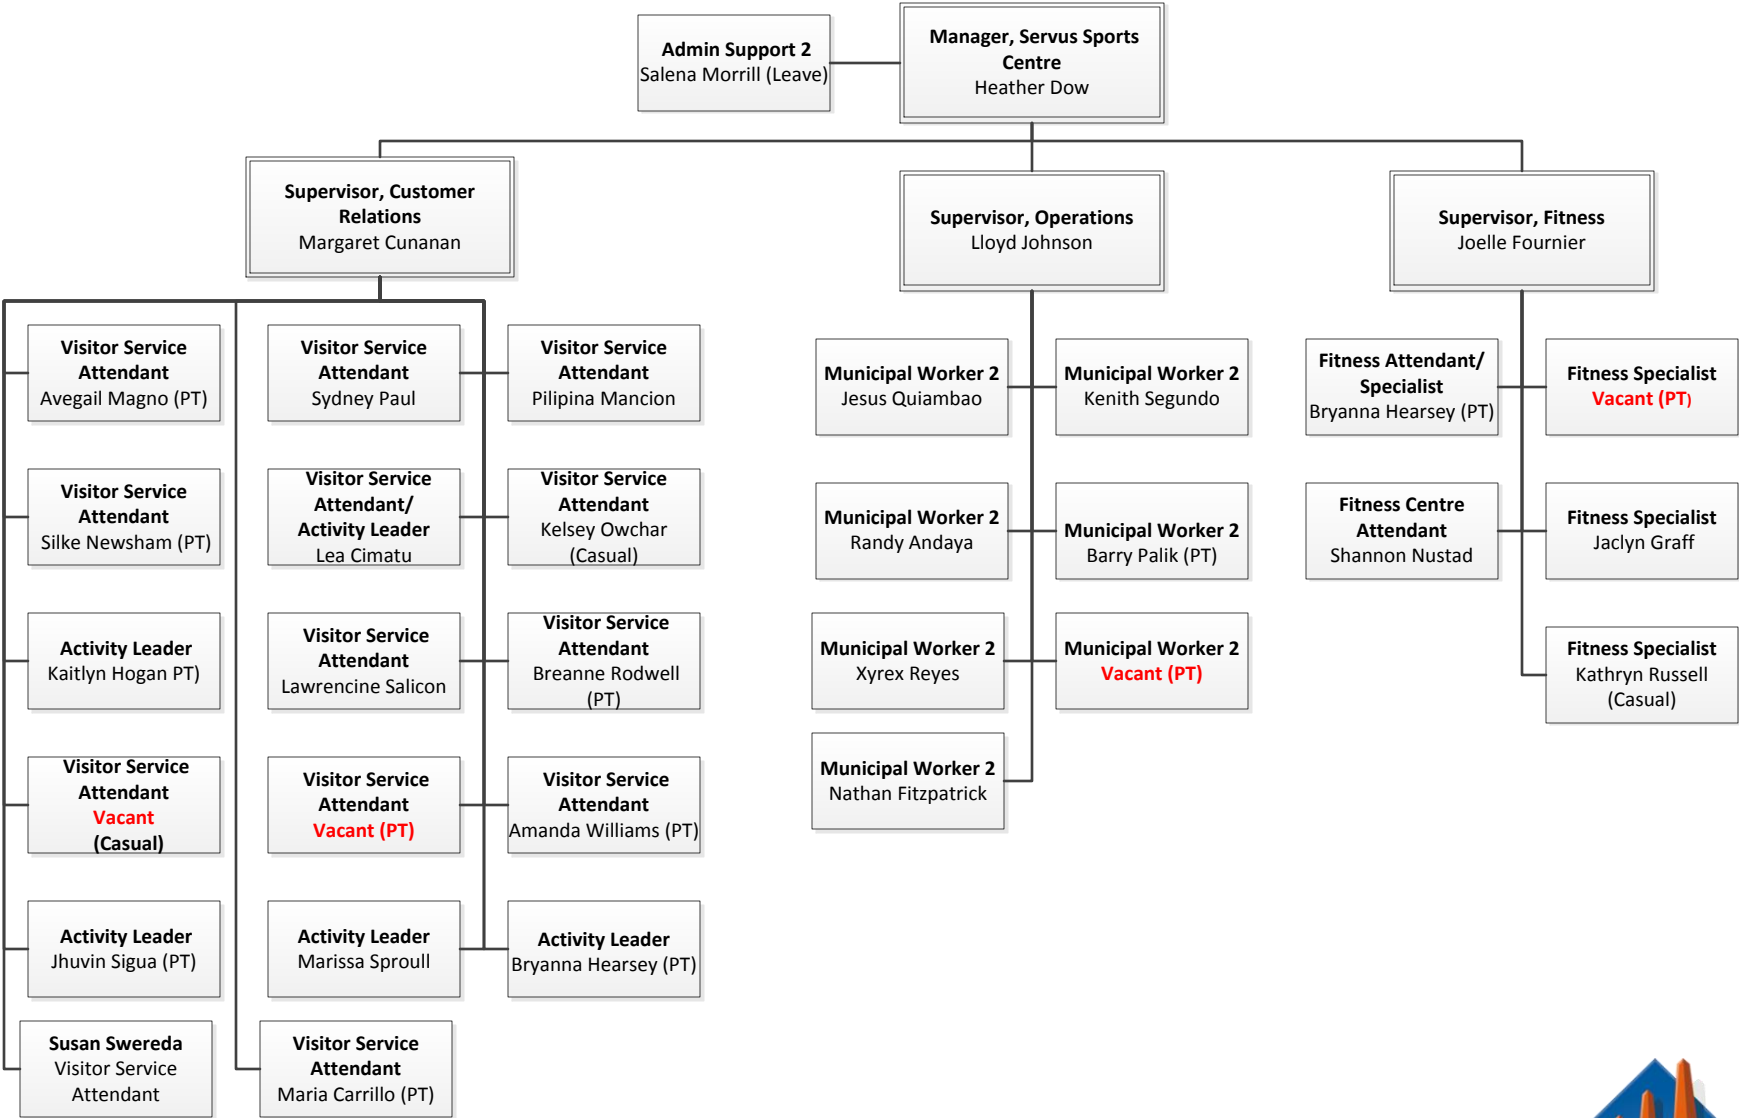 Admin Support 2
Salena Morrill (Leave)
Manager, Servus Sports
Centre
Heather Dow
Supervisor, Customer
Relations
Margaret Cunanan
Supervisor, Operations
Lloyd Johnson
Supervisor, Fitness
Joelle Fournier
Visitor Service
Attendant
Avegail Magno (PT)
Visitor Service
Attendant
Sydney Paul
Visitor Service
Attendant
Pilipina Mancion
Municipal Worker 2
Jesus Quiambao
Municipal Worker 2
Kenith Segundo
Fitness Attendant/
Specialist
Bryanna Hearsey (PT)
Fitness Specialist
Vacant (PT)
Visitor Service
Attendant
Silke Newsham (PT)
Visitor Service
Attendant/
Activity Leader
Lea Cimatu
Visitor Service
Attendant
Kelsey Owchar
(Casual)
Municipal Worker 2
Randy Andaya
Municipal Worker 2
Barry Palik (PT)
Fitness Centre
Attendant
Shannon Nustad
Fitness Specialist
Jaclyn Graff
Activity Leader
Kaitlyn Hogan PT)
Visitor Service
Attendant
Lawrencine Salicon
Visitor Service
Attendant
Breanne Rodwell
(PT)
Municipal Worker 2
Xyrex Reyes
Municipal Worker 2
Vacant (PT)
Fitness Specialist
Kathryn Russell
(Casual)
Visitor Service
Attendant
Vacant
(Casual)
Visitor Service
Attendant
Vacant (PT)
Visitor Service
Attendant
Amanda Williams (PT)
Municipal Worker 2
Nathan Fitzpatrick
Activity Leader
Jhuvin Sigua (PT)
Activity Leader
Marissa Sproull
Activity Leader
Bryanna Hearsey (PT)
Susan Swereda
Visitor Service
Attendant
Visitor Service
Attendant
Maria Carrillo (PT)